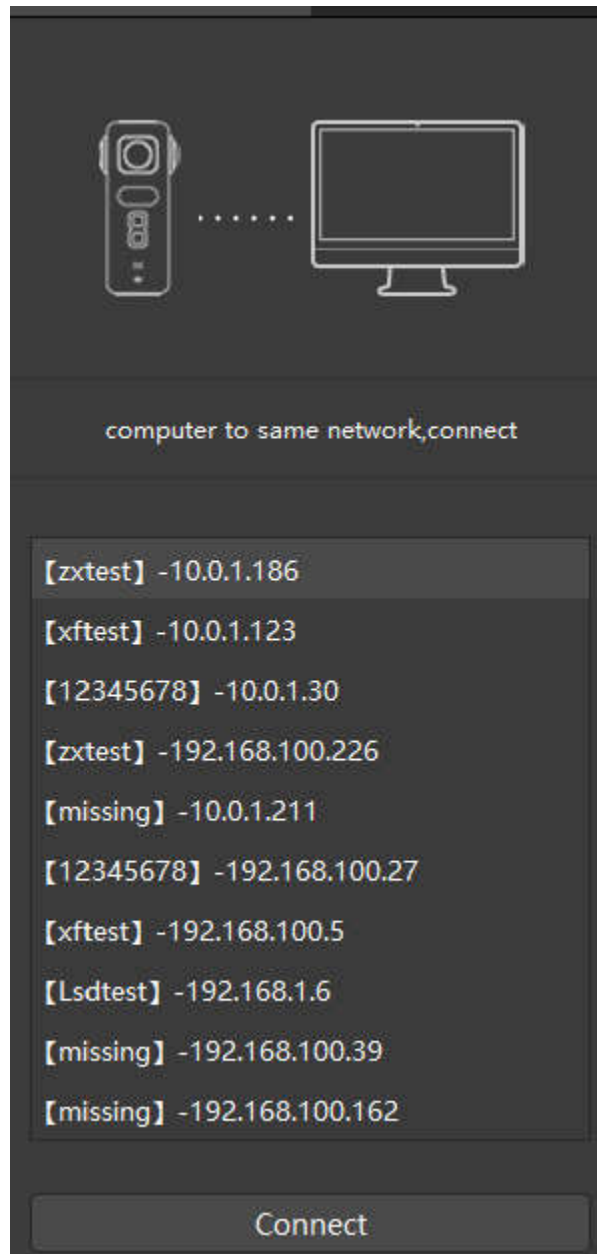 computer to same network,connect
【zxtest】-10.0.1.186
【xftest】-10.0.1.123
【12345678】-10.0.1.30
【zxtest】-192.168.100.226
【missing】-10.0.1.211
【12345678】-192.168.100.27
【xftest】-192.168.100.5
【Lsdtest】-192.168.1.6
【missing】-192.168.100.39
【missing】-192.168.100.162
Connect